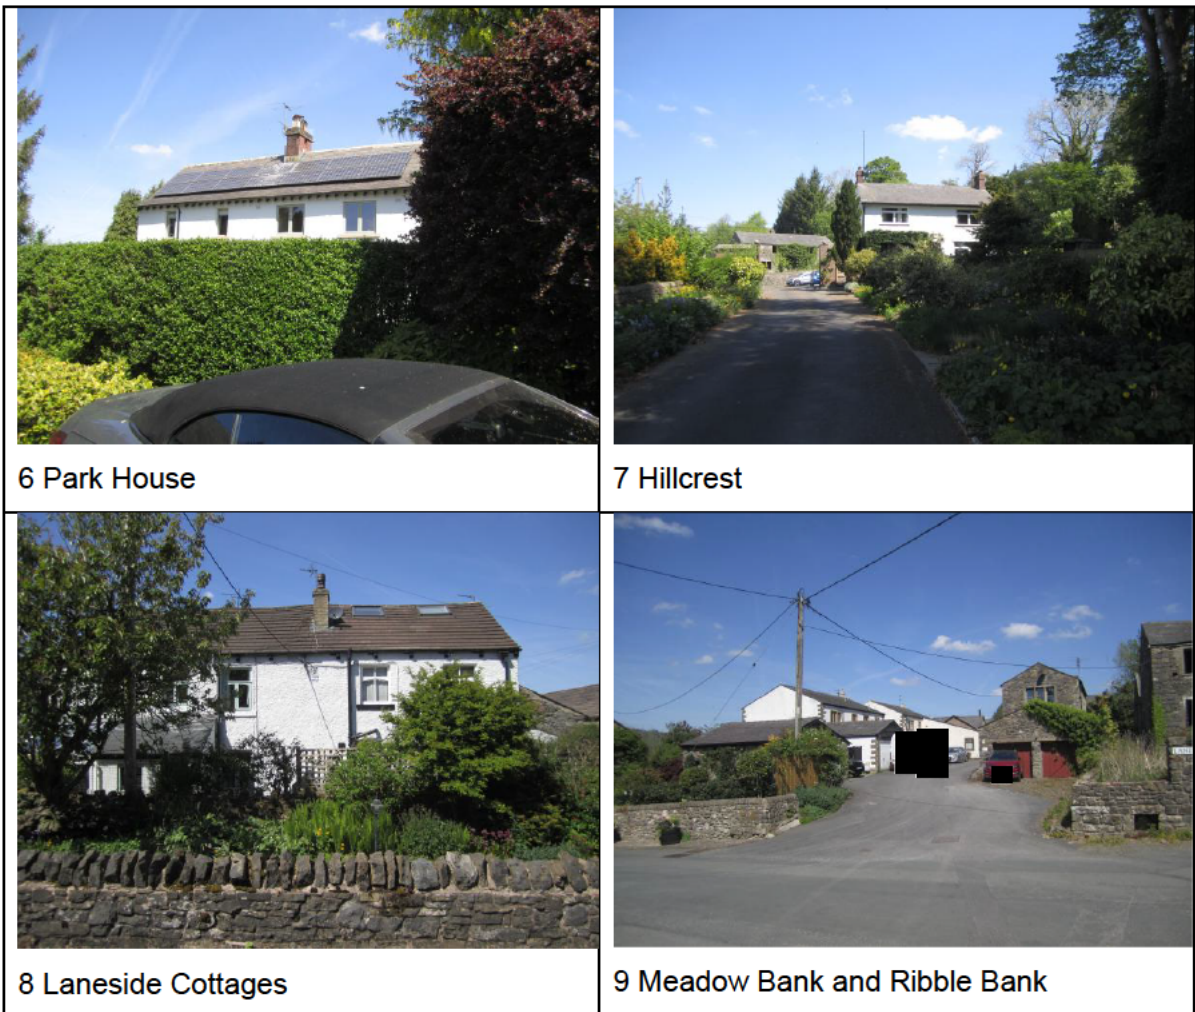 6 Park House
7 Hillcrest
8 Laneside Cottages
9 Meadow Bank and Ribble Bank